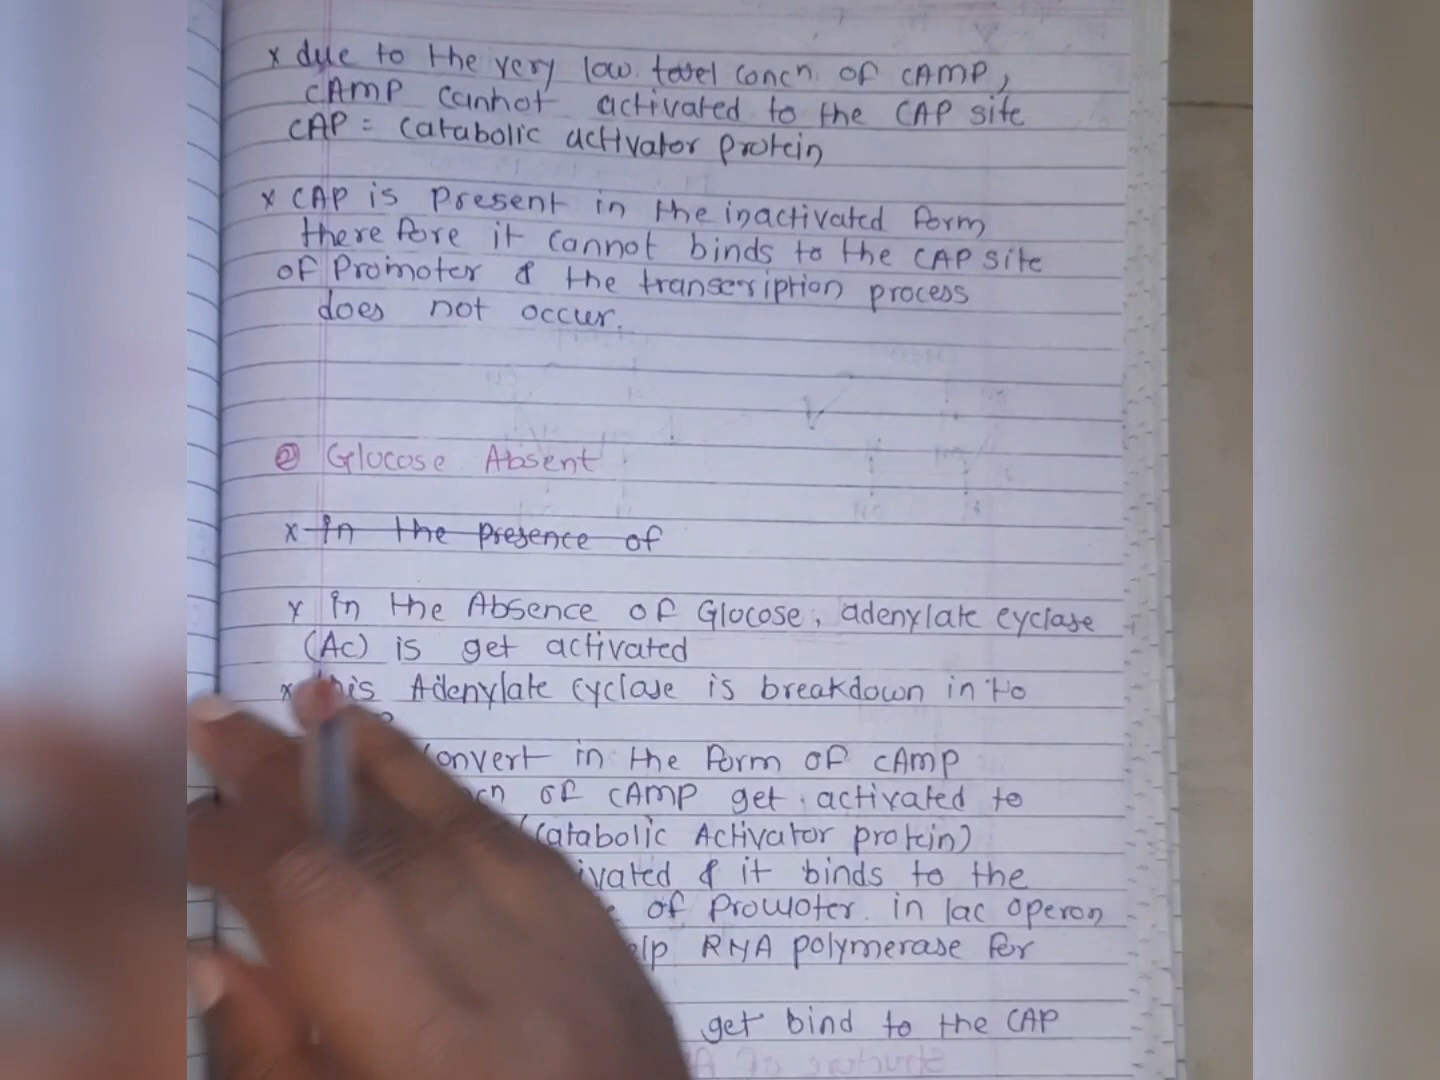 x due to the very low level concn of cAMP,
cAMP cannot activated to the CAP site
CAP = Catabolic activator protein
x CAP is present in the inactivated form
therefore it cannot binds to the CAP site
of Promoter & the transcription process
does not occur.
② Glucose Absent
x in the presence of
x in the Absence of Glucose, adenylate cyclase
(AC) is get activated
x this Adenylate cyclase is breakdown in to
convert in the form of cAMP
of cAMP get activated to
(Catabolic Activator protein)
& it binds to the
of Promoter in lac operon
RNA polymerase for
get bind to the CAP